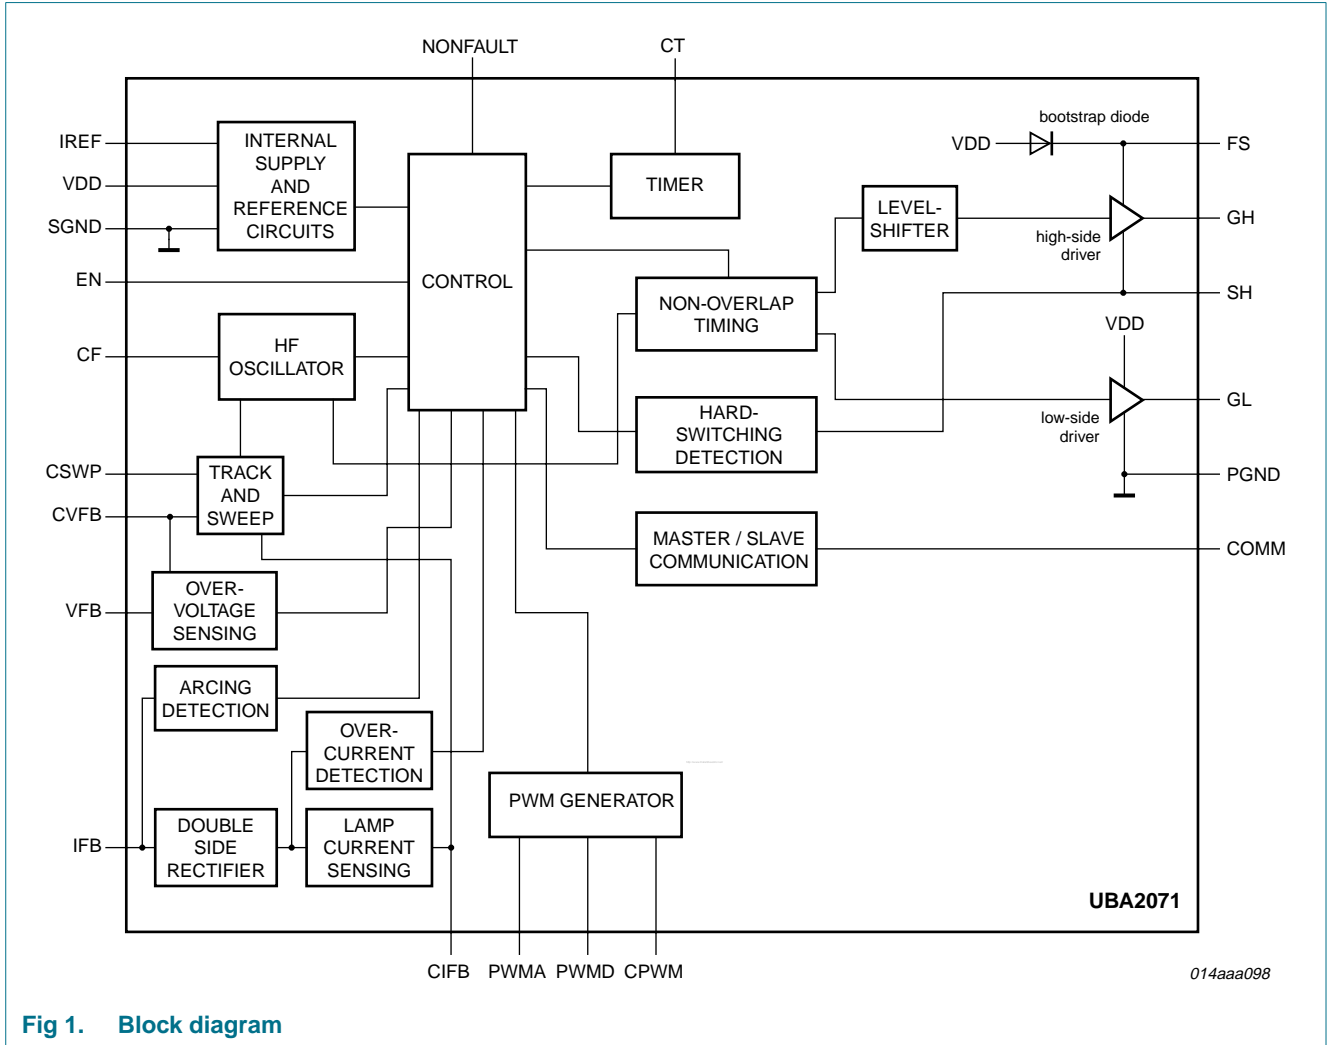 NONFAULT
CT
IREF
VDD
SGND
EN
CF
CSWP
CVFB
VFB
IFB
INTERNAL
SUPPLY
AND
REFERENCE
CIRCUITS
CONTROL
TIMER
HF
OSCILLATOR
TRACK
AND
SWEEP
OVER-
VOLTAGE
SENSING
ARCING
DETECTION
OVER-
CURRENT
DETECTION
DOUBLE
SIDE
RECTIFIER
LAMP
CURRENT
SENSING
PWM GENERATOR
NON-OVERLAP
TIMING
HARD-
SWITCHING
DETECTION
MASTER / SLAVE
COMMUNICATION
LEVEL-
SHIFTER
bootstrap diode
VDD
high-side
driver
VDD
low-side
driver
FS
GH
SH
GL
PGND
COMM
UBA2071
CIFB
PWMA
PWMD
CPWM
014aaa098
Fig 1. Block diagram